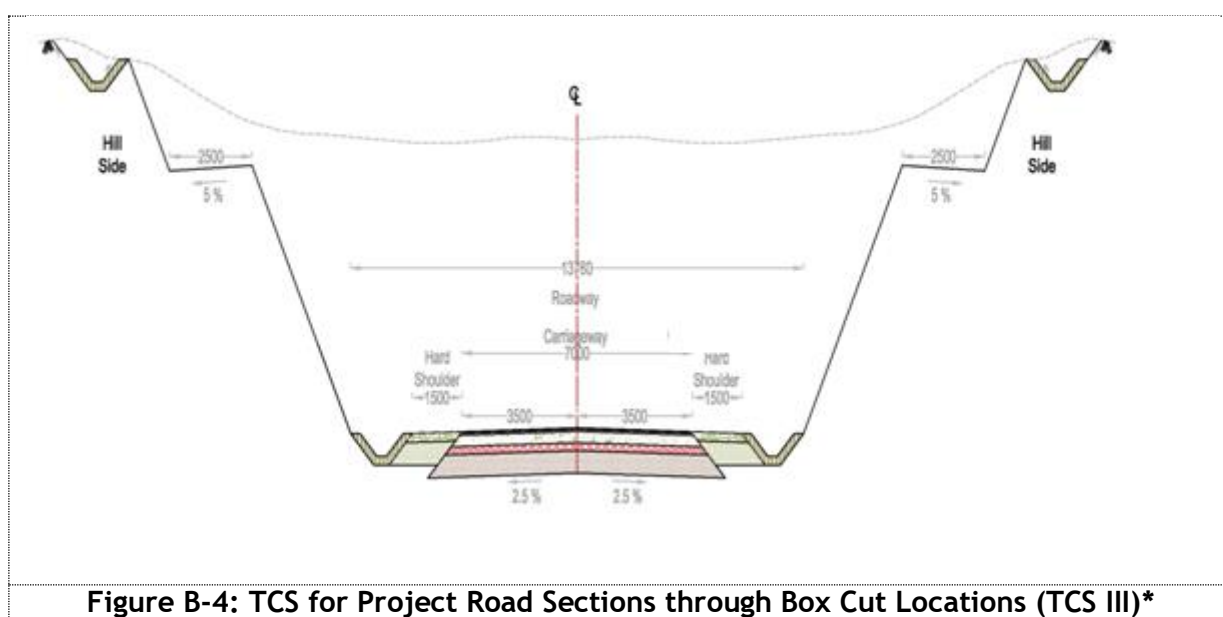 ℄
Hill
Side
2500
5 %
Hill
Side
2500
5 %
13780
Roadway
Carriageway
7000
Hard
Shoulder
1500
Hard
Shoulder
1500
3500
3500
2.5 %
2.5 %
Figure B-4: TCS for Project Road Sections through Box Cut Locations (TCS III)*